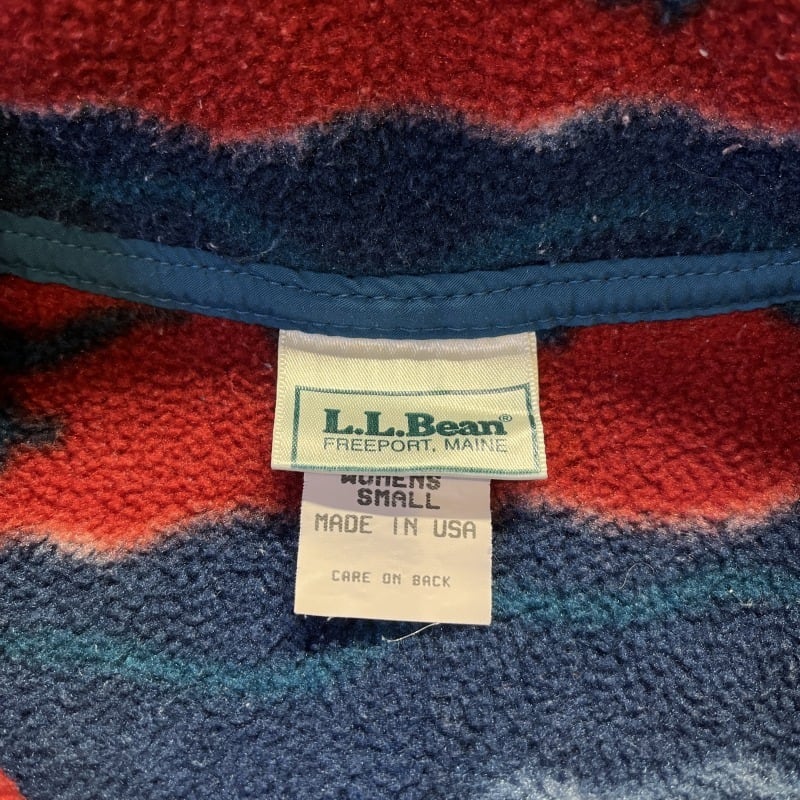 L.L.Bean®
FREEPORT, MAINE
WOMENS
SMALL
MADE IN USA
CARE ON BACK